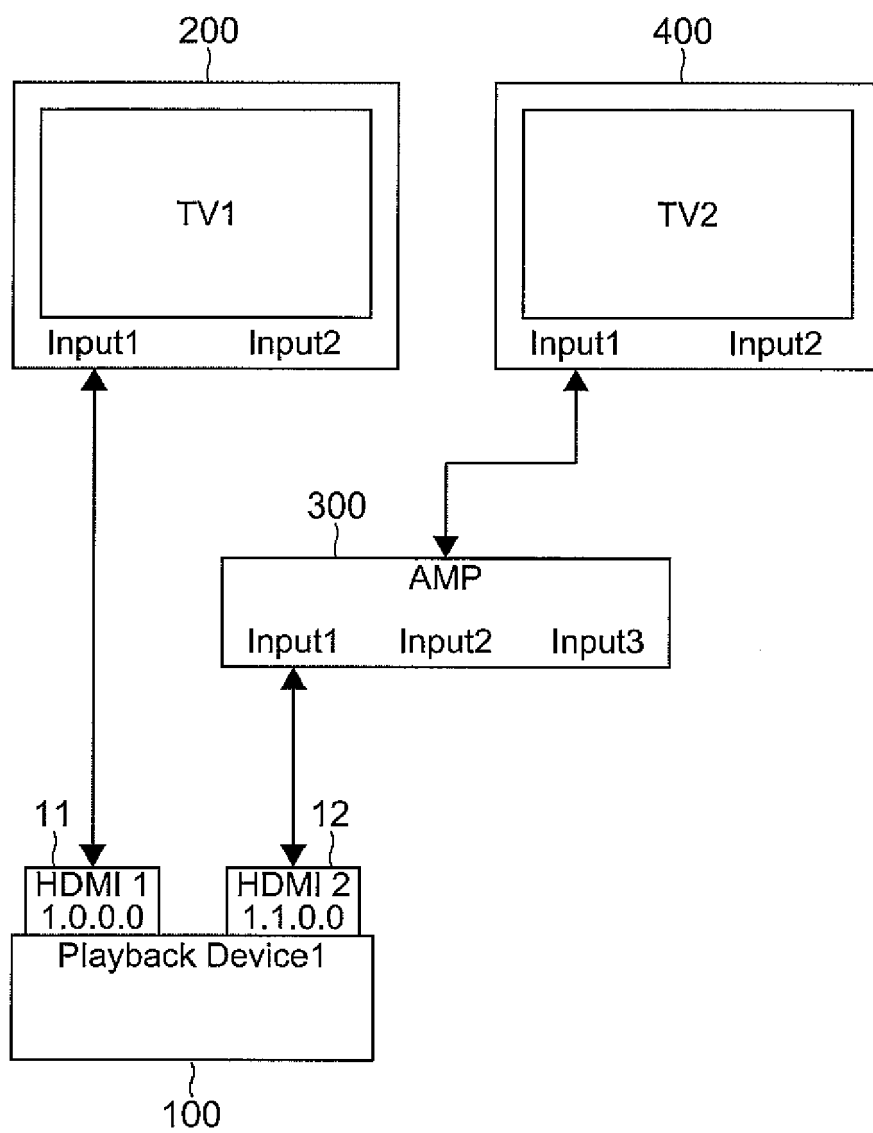 200
400
TV1
TV2
Input1 Input2
Input1 Input2
300
AMP
Input1 Input2 Input3
11
12
HDMI 1
1.0.0.0
HDMI 2
1.1.0.0
Playback Device1
100